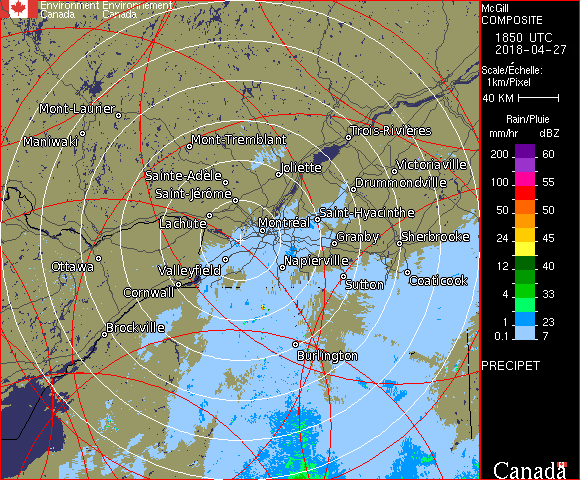 Environment Environnement
Canada Canada
McGill
COMPOSITE
1850 UTC
2018-04-27
Scale/Échelle:
1km/Pixel
40 KM
Rain/Pluie
mm/hr dBZ
200 60
100 55
50 50
24 45
12 40
4 33
1 23
0.1 7
PRECIPET
Canada
Mont-Laurier
Maniwaki
Mont-Tremblant
Trois-Rivières
Joliette
Victoriaville
Sainte-Adèle
Drummondville
Saint-Jérôme
Saint-Hyacinthe
Lachute
Montréal
Granby
Sherbrooke
Ottawa
Valleyfield
Napierville
Coaticook
Cornwall
Sutton
Brockville
Burlington